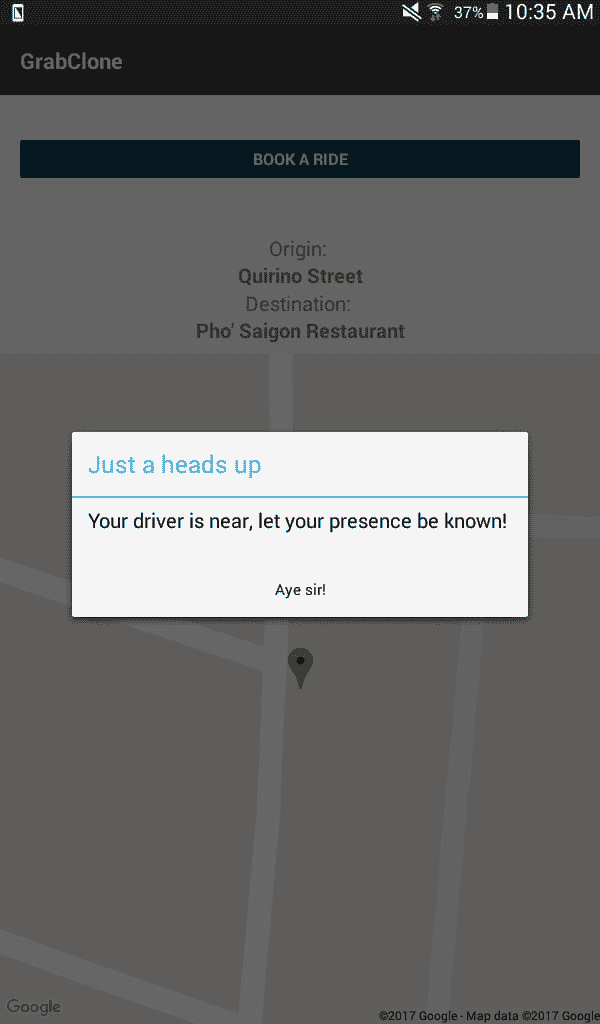 37% 10:35 AM
GrabClone
BOOK A RIDE
Origin:
Quirino Street
Destination:
Pho' Saigon Restaurant
Just a heads up
Your driver is near, let your presence be known!
Aye sir!
Google
©2017 Google - Map data ©2017 Google